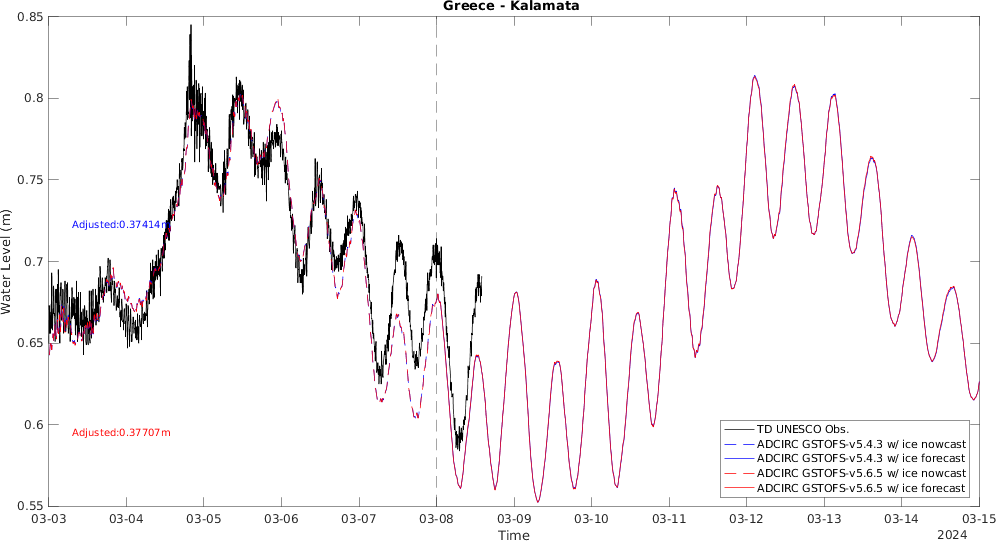 Greece - Kalamata
0.85
0.8
0.75
0.7
0.65
0.6
0.55
Water Level (m)
Adjusted:0.37414m
Adjusted:0.37707m
TD UNESCO Obs.
ADCIRC GSTOFS-v5.4.3 w/ ice nowcast
ADCIRC GSTOFS-v5.4.3 w/ ice forecast
ADCIRC GSTOFS-v5.6.5 w/ ice nowcast
ADCIRC GSTOFS-v5.6.5 w/ ice forecast
03-03 03-04 03-05 03-06 03-07 03-08 03-09 03-10 03-11 03-12 03-13 03-14 03-15
Time
2024